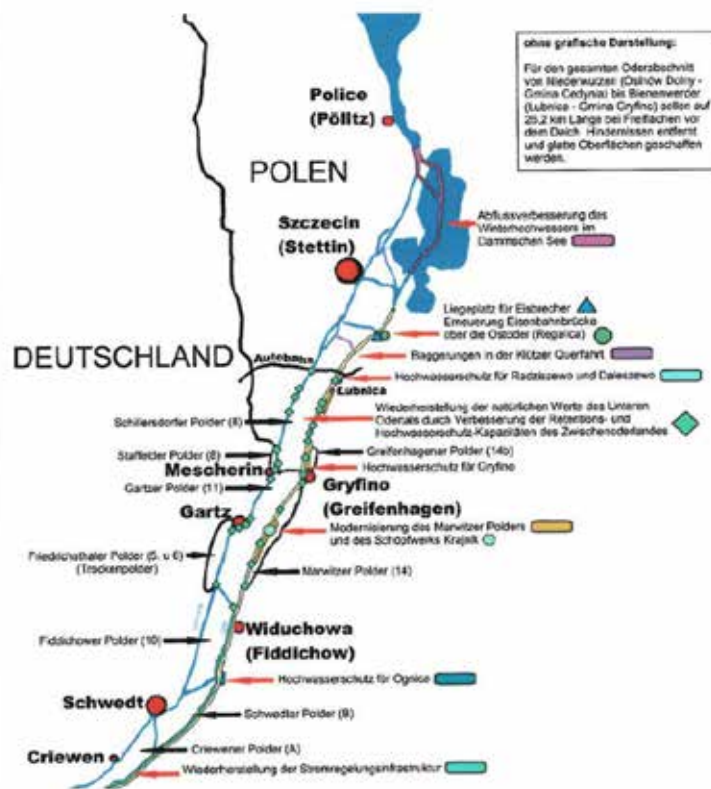 ohne grafische Darstellung:
Für den gesamten Oderabschnitt
von Niederwutzen (Osinów Dolny -
Gmina Cedynia) bis Bienenwerder
(Łubnica - Gmina Gryfino) sollen auf
25,2 km Länge bei Freiflächen vor
dem Deich Hindernissen entfernt
und glatte Oberflächen geschaffen
werden.
Police
(Pölitz)
POLEN
Szczecin
(Stettin)
Abflussverbesserung des
Winterhochwassers im
Dammschen See
Liegeplatz für Eisbrecher
Erneuerung Eisenbahnbrücke
über die Ostoder (Regalica)
DEUTSCHLAND
Autobahn
Baggerungen in der Klützer Querfahrt
Hochwasserschutz für Radziszewo und Daleszewo
Łubnica
Wiederherstellung der natürlichen Werte des Unteren
Odertals durch Verbesserung der Retentions- und
Hochwasserschutz-Kapazitäten des Zwischenoderlandes
Schillersdorfer Polder (8)
Staffelder Polder (8)
Greifenhagener Polder (14b)
Mescherin
Hochwasserschutz für Gryfino
Gartzer Polder (11)
Gryfino
(Greifenhagen)
Gartz
Modernisierung des Marwitzer Polders
und des Schöpfwerks Krajnik
Friedrichsthaler Polder (5. u 6)
(Trockenpolder)
Marwitzer Polder (14)
Fiddichower Polder (10)
Widuchowa
(Fiddichow)
Hochwasserschutz für Ognica
Schwedt
Schwedter Polder (B)
Criewen
Criewener Polder (A)
Wiederherstellung der Stromregelungsinfrastruktur